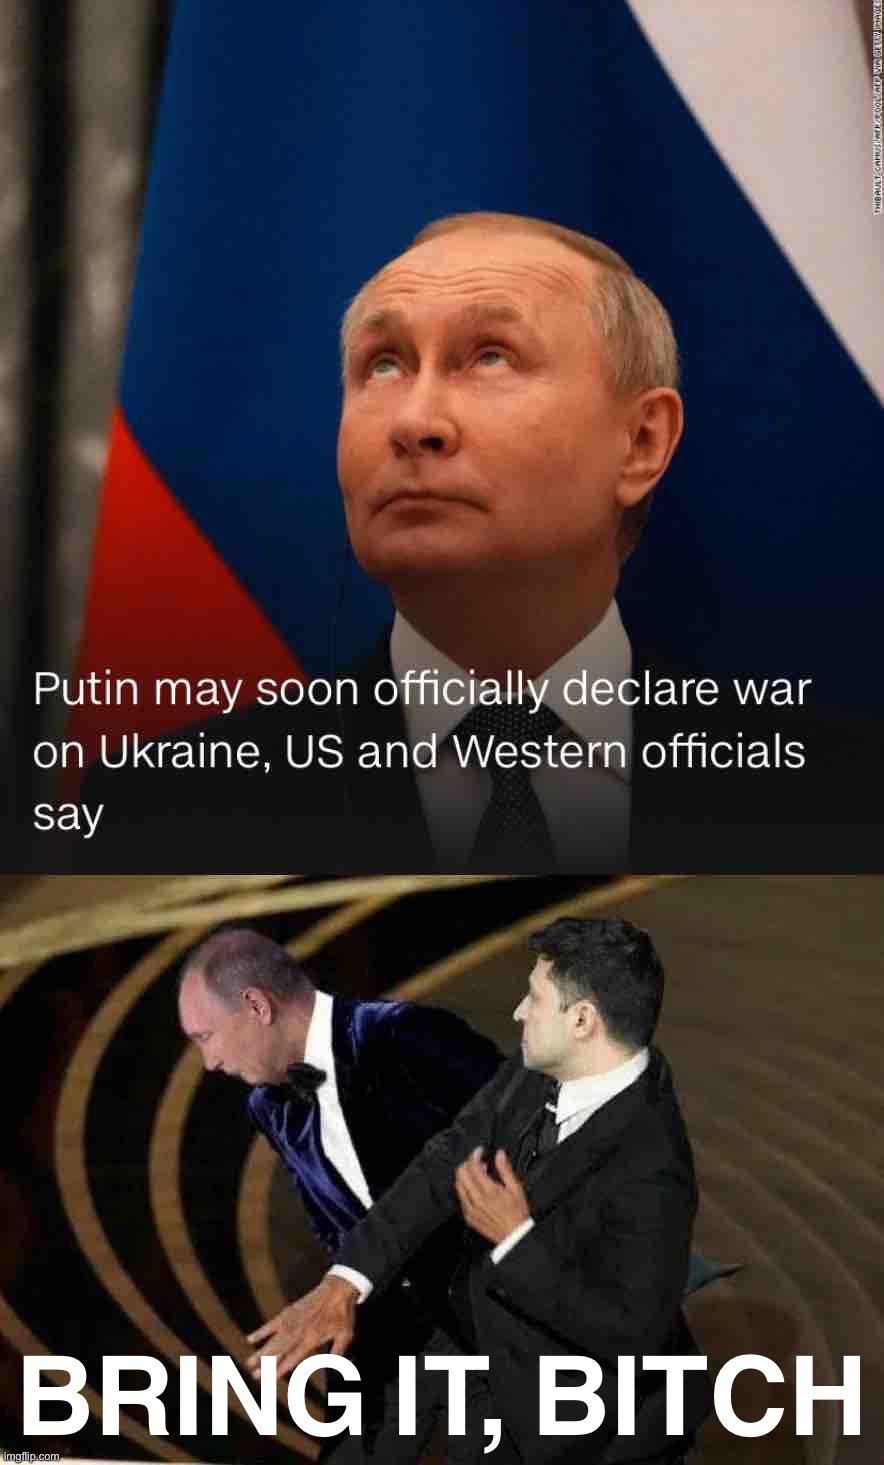 THIBAULT CAMUS/AFP/POOL/AFP VIA GETTY IMAGES
Putin may soon officially declare war
on Ukraine, US and Western officials
say
BRING IT, BITCH
imgflip.com